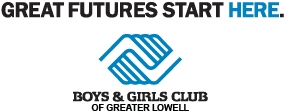 GREAT FUTURES START HERE.
BOYS & GIRLS CLUB
OF GREATER LOWELL